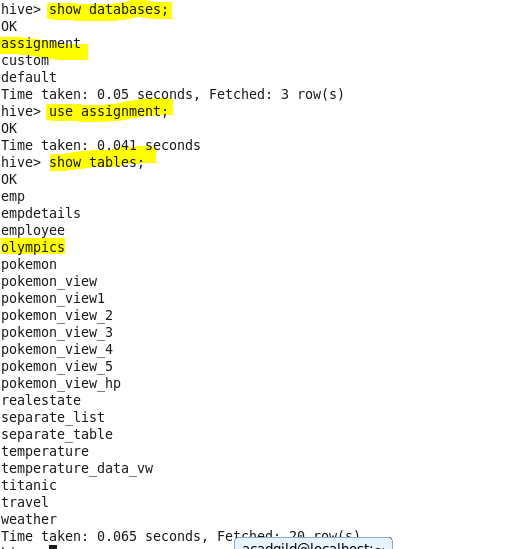 hive> show databases;
OK
assignment
custom
default
Time taken: 0.05 seconds, Fetched: 3 row(s)
hive> use assignment;
OK
Time taken: 0.041 seconds
hive> show tables;
OK
emp
empdetails
employee
olympics
pokemon
pokemon_view
pokemon_view1
pokemon_view_2
pokemon_view_3
pokemon_view_4
pokemon_view_5
pokemon_view_hp
realestate
separate_list
separate_table
temperature
temperature_data_vw
titanic
travel
weather
Time taken: 0.065 seconds, Fetched: 20 row(s)
acadgild@localhost:~